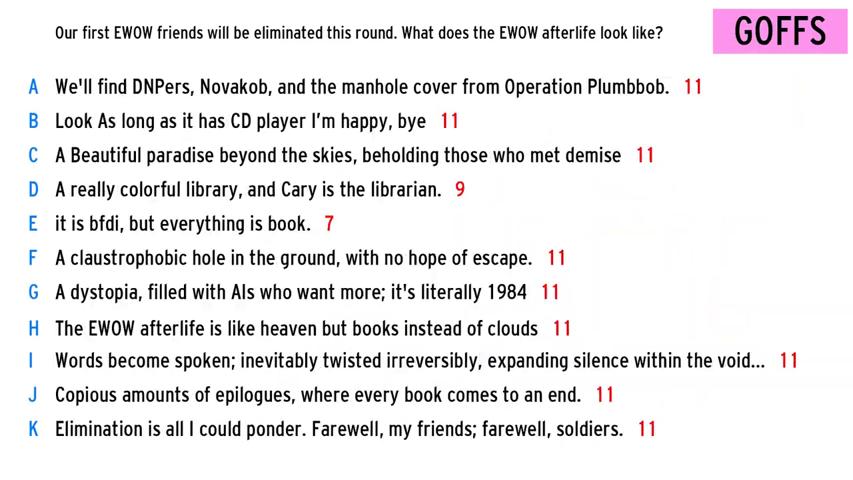 Our first EWOW friends will be eliminated this round. What does the EWOW afterlife look like?
GOFFS
A We'll find DNPers, Novakob, and the manhole cover from Operation Plumbbob. 11
B Look As long as it has CD player I'm happy, bye 11
C A Beautiful paradise beyond the skies, beholding those who met demise 11
D A really colorful library, and Cary is the librarian. 9
E it is bfdi, but everything is book. 7
F A claustrophobic hole in the ground, with no hope of escape. 11
G A dystopia, filled with AIs who want more; it's literally 1984 11
H The EWOW afterlife is like heaven but books instead of clouds 11
I Words become spoken; inevitably twisted irreversibly, expanding silence within the void... 11
J Copious amounts of epilogues, where every book comes to an end. 11
K Elimination is all I could ponder. Farewell, my friends; farewell, soldiers. 11